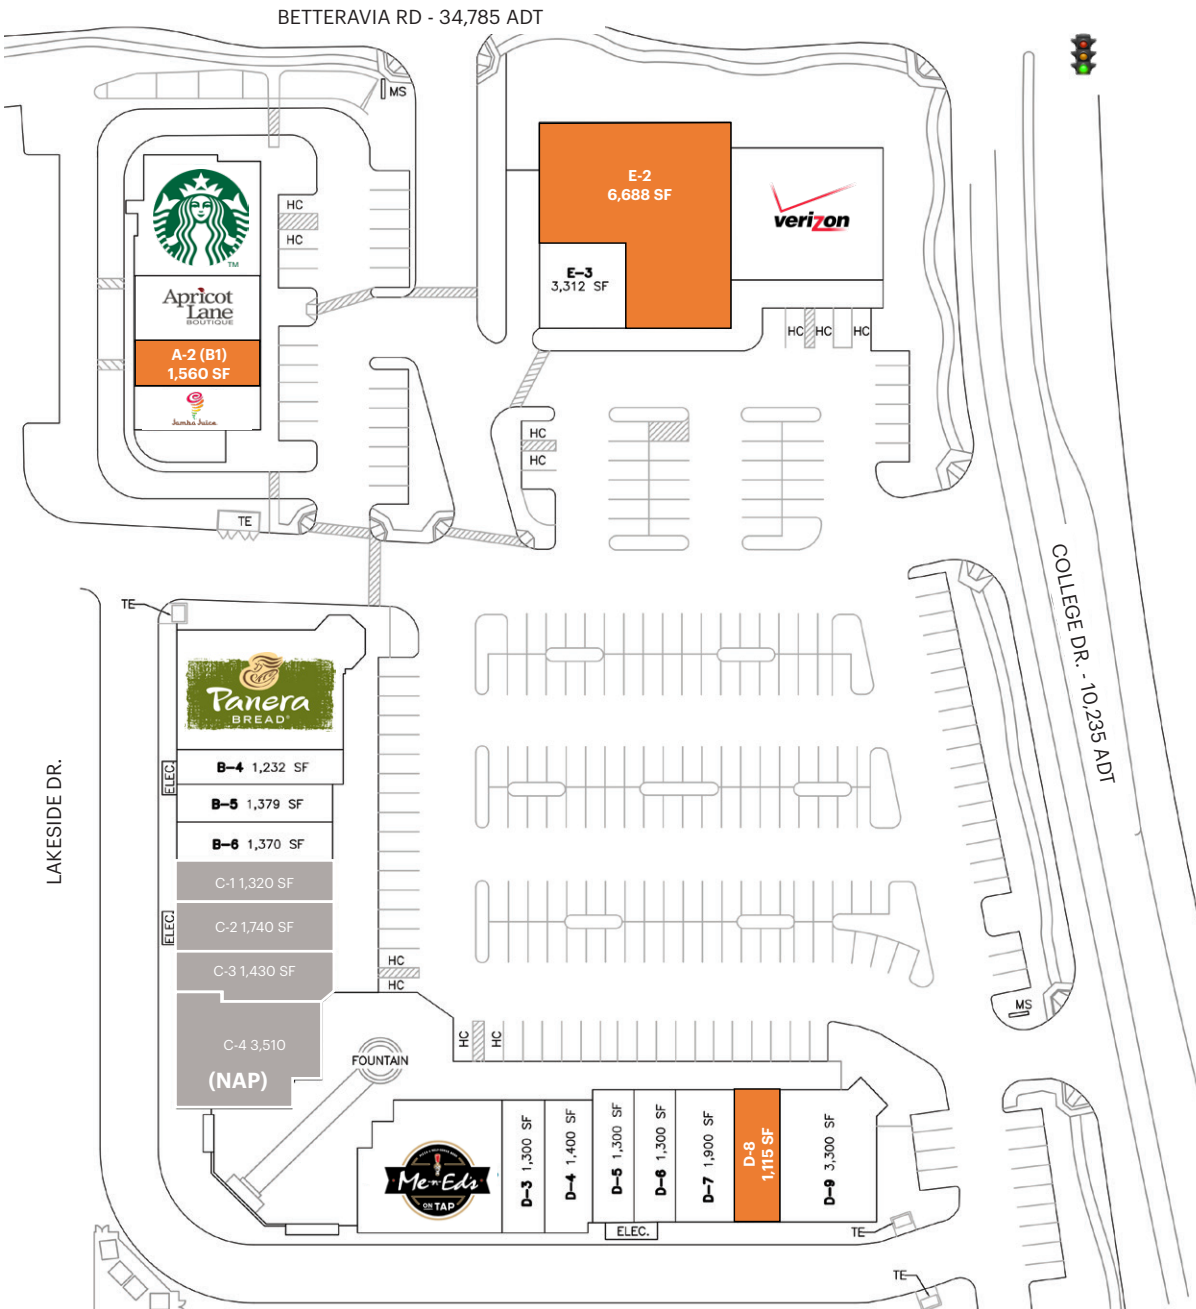 BETTERAVIA RD - 34,785 ADT
MS
HC
HC
TM
Apricot
Lane
BOUTIQUE
A-2 (B1)
1,560 SF
Jamba Juice
TE
E-2
6,688 SF
E-3
3,312 SF
verizon
HC
HC
HC
HC
HC
COLLEGE DR. - 10,235 ADT
LAKESIDE DR.
TE
Panera
BREAD®
ELEC.
B-4 1,232 SF
B-5 1,379 SF
B-6 1,370 SF
C-1 1,320 SF
ELEC.
C-2 1,740 SF
C-3 1,430 SF
C-4 3,510
(NAP)
HC
HC
HC
HC
MS
FOUNTAIN
Me-n-Ed's
ON TAP
D-3 1,300 SF
D-4 1,400 SF
D-5 1,300 SF
D-6 1,300 SF
D-7 1,900 SF
D-8
1,115 SF
D-9 3,300 SF
ELEC.
TE
TE